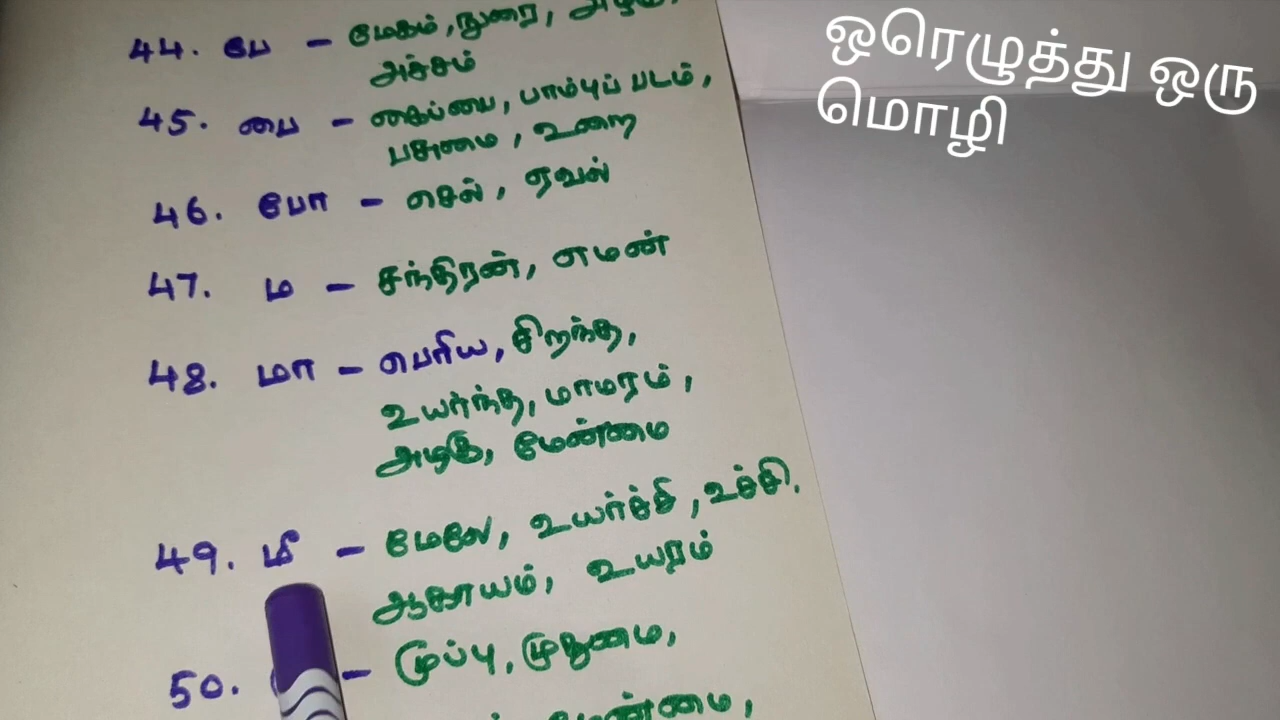 ஒரெழுத்து ஒரு
மொழி
44. பே – மேகம், நுரை, அழகு,
அச்சம்
45. பை – கைப்பை, பாம்புப் படம்,
பசுமை, உறை
46. போ – செல், ஏவல்
47. ம – சந்திரன், எமன்
48. மா – பெரிய, சிறந்த,
உயர்ந்த, மாமரம்,
அழகு, மேன்மை
49. மீ – மேலே, உயர்ச்சி, உச்சி.
ஆகாயம், உயரம்
50. – மூப்பு, முதுமை,